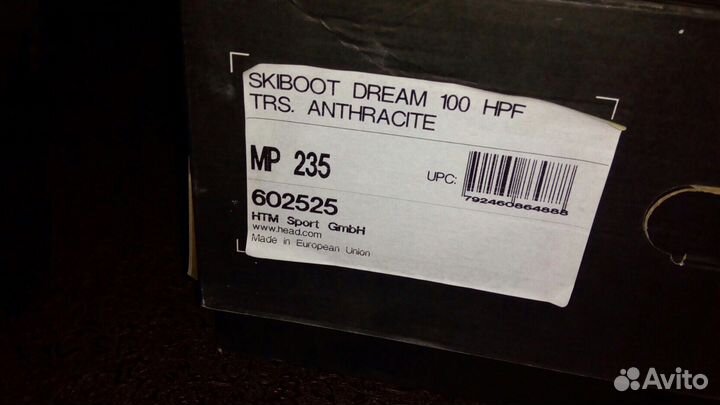 SKIBOOT DREAM 100 HPF
TRS. ANTHRACITE
MP 235
UPC:
792460864888
602525
HTM Sport GmbH
www.head.com
Made in European Union
Avito